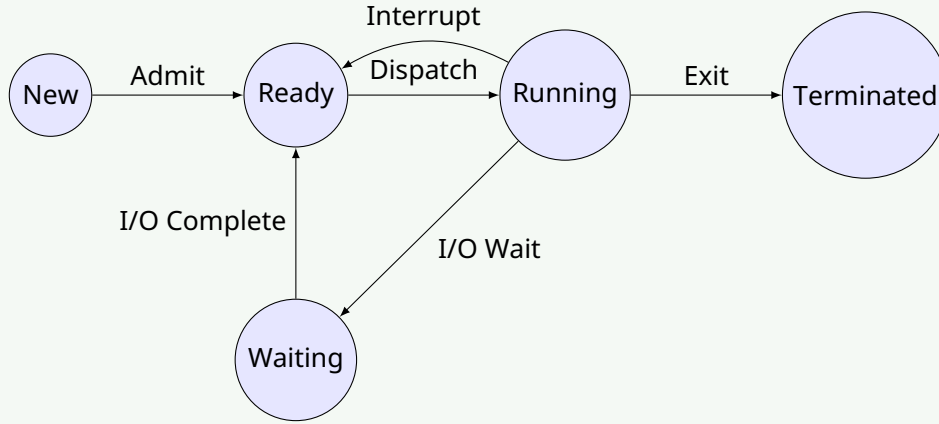 Interrupt
New
Admit
Ready
Dispatch
Running
Exit
Terminated
I/O Complete
I/O Wait
Waiting